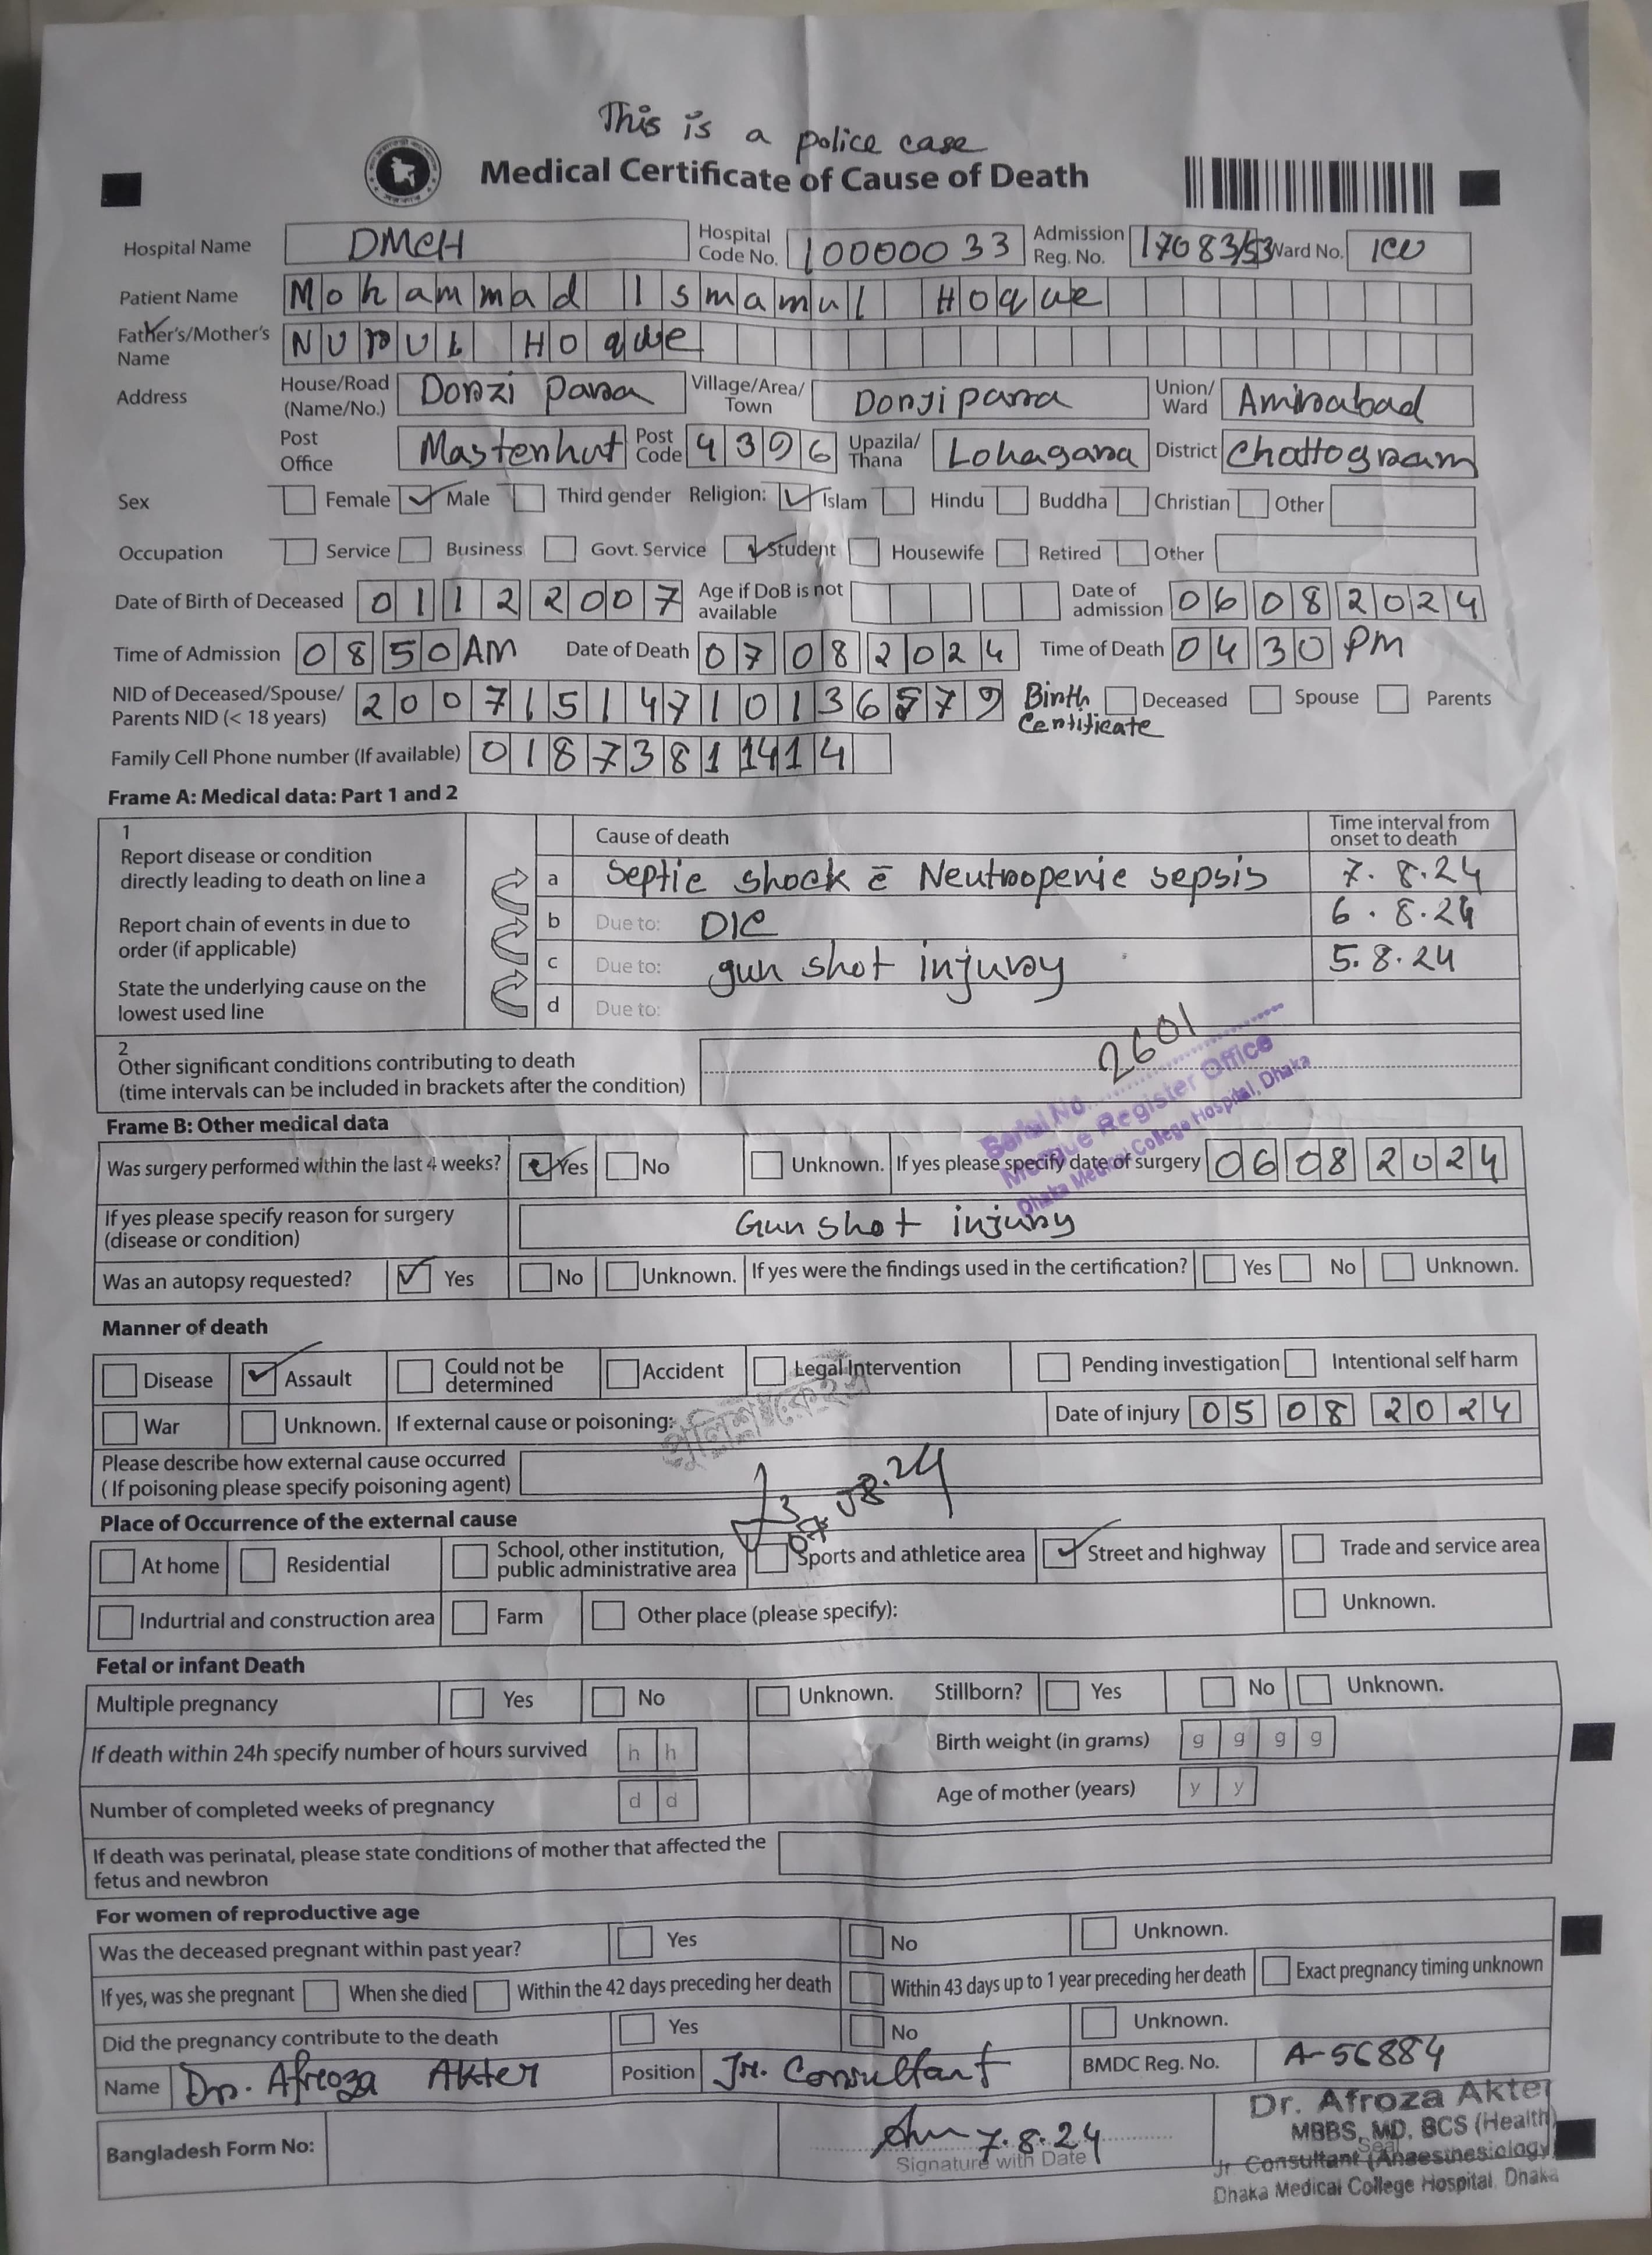 This is a police case
Medical Certificate of Cause of Death
Hospital Name DMCH Hospital Code No. 10000033 Admission Reg. No. 17083/53 Ward No. ICU
Patient Name Mohammad Ismamul Hoque
Father's/Mother's Name Nurul Hoque
Address House/Road (Name/No.) Dorzi para Village/Area/Town Dorjipara Union/Ward Amirabad
Post Office Masterhut Post Code 4396 Upazila/Thana Lohagara District Chattogram
Sex Female Male Third gender Religion: Islam Hindu Buddha Christian Other
Occupation Service Business Govt. Service Student Housewife Retired Other
Date of Birth of Deceased 01122007 Age if DoB is not available Date of admission 06082024
Time of Admission 0850 AM Date of Death 07082024 Time of Death 0430 PM
NID of Deceased/Spouse/ Parents NID (< 18 years) 20071514710136579 Birth Certificate Deceased Spouse Parents
Family Cell Phone number (If available) 01873811414
Frame A: Medical data: Part 1 and 2
1 Cause of death Time interval from onset to death
Report disease or condition directly leading to death on line a
a Septic shock c̄ Neutropenic sepsis 7.8.24
Report chain of events in due to order (if applicable)
b Due to: DIC 6.8.24
c Due to: gun shot injury 5.8.24
State the underlying cause on the lowest used line
d Due to:
2601
2
Other significant conditions contributing to death
(time intervals can be included in brackets after the condition)
Serial No.
Morgue Register Office
Dhaka Medical College Hospital, Dhaka
Frame B: Other medical data
Was surgery performed within the last 4 weeks? Yes No Unknown. If yes please specify date of surgery 06082024
If yes please specify reason for surgery (disease or condition) Gun shot injury
Was an autopsy requested? Yes No Unknown. If yes were the findings used in the certification? Yes No Unknown.
Manner of death
Disease Assault Could not be determined Accident Legal Intervention Pending investigation Intentional self harm
War Unknown. If external cause or poisoning: Date of injury 05082024
পুলিশ কেইস
Please describe how external cause occurred
( If poisoning please specify poisoning agent)
Place of Occurrence of the external cause
At home Residential School, other institution, public administrative area Sports and athletice area Street and highway Trade and service area
Indurtrial and construction area Farm Other place (please specify): Unknown.
Fetal or infant Death
Multiple pregnancy Yes No Unknown. Stillborn? Yes No Unknown.
If death within 24h specify number of hours survived h h Birth weight (in grams) g g g g
Number of completed weeks of pregnancy d d Age of mother (years) y y
If death was perinatal, please state conditions of mother that affected the
fetus and newbron
For women of reproductive age
Was the deceased pregnant within past year? Yes No Unknown.
If yes, was she pregnant When she died Within the 42 days preceding her death Within 43 days up to 1 year preceding her death Exact pregnancy timing unknown
Did the pregnancy contribute to the death Yes No Unknown.
Name Dr. Afroza Akter Position Jr. Consultant BMDC Reg. No. A-56884
Bangladesh Form No: 7.8.24
Signature with Date
Seal
Dr. Afroza Akter
MBBS, MD, BCS (Health)
Jr. Consultant (Anaesthesiology)
Dhaka Medical College Hospital, Dhaka